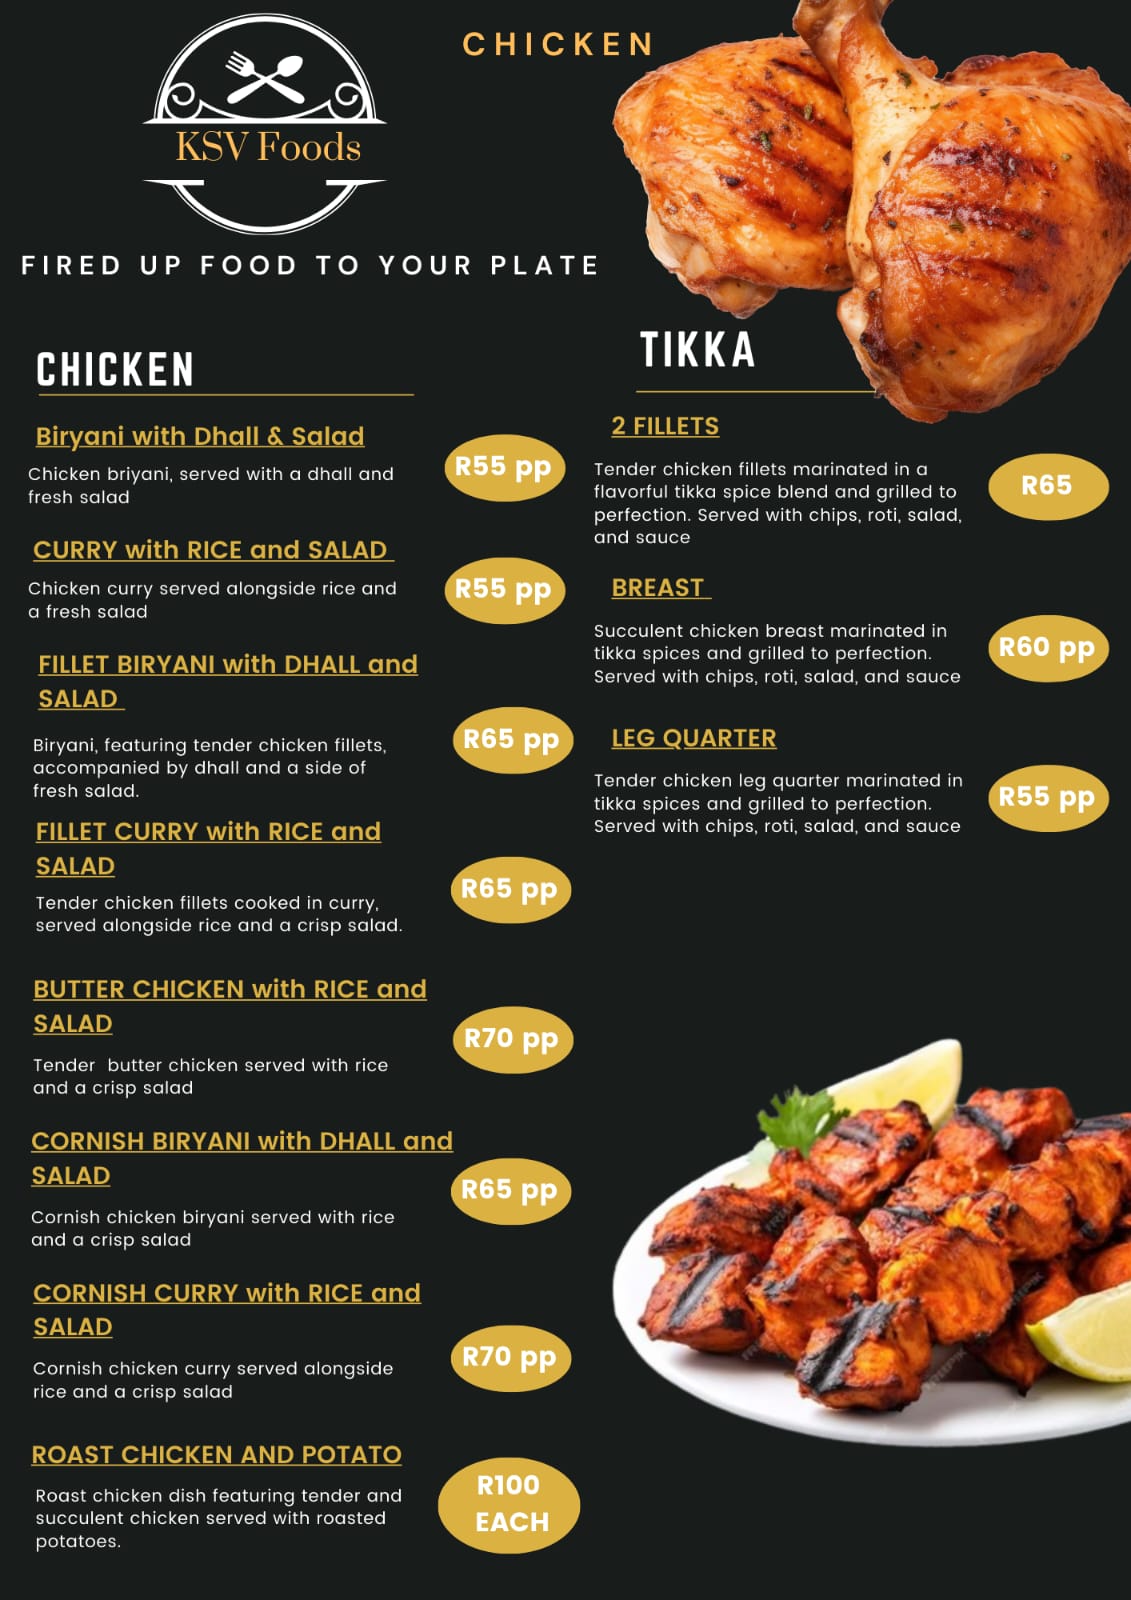 KSV Foods
CHICKEN
FIRED UP FOOD TO YOUR PLATE
CHICKEN
Biryani with Dhall & Salad
Chicken briyani, served with a dhall and
fresh salad
R55 pp
CURRY with RICE and SALAD
Chicken curry served alongside rice and
a fresh salad
R55 pp
FILLET BIRYANI with DHALL and
SALAD
Biryani, featuring tender chicken fillets,
accompanied by dhall and a side of
fresh salad.
R65 pp
FILLET CURRY with RICE and
SALAD
Tender chicken fillets cooked in curry,
served alongside rice and a crisp salad.
R65 pp
BUTTER CHICKEN with RICE and
SALAD
Tender  butter chicken served with rice
and a crisp salad
R70 pp
CORNISH BIRYANI with DHALL and
SALAD
Cornish chicken biryani served with rice
and a crisp salad
R65 pp
CORNISH CURRY with RICE and
SALAD
Cornish chicken curry served alongside
rice and a crisp salad
R70 pp
ROAST CHICKEN AND POTATO
Roast chicken dish featuring tender and
succulent chicken served with roasted
potatoes.
R100
EACH
TIKKA
2 FILLETS
Tender chicken fillets marinated in a
flavorful tikka spice blend and grilled to
perfection. Served with chips, roti, salad,
and sauce
R65
BREAST
Succulent chicken breast marinated in
tikka spices and grilled to perfection.
Served with chips, roti, salad, and sauce
R60 pp
LEG QUARTER
Tender chicken leg quarter marinated in
tikka spices and grilled to perfection.
Served with chips, roti, salad, and sauce
R55 pp